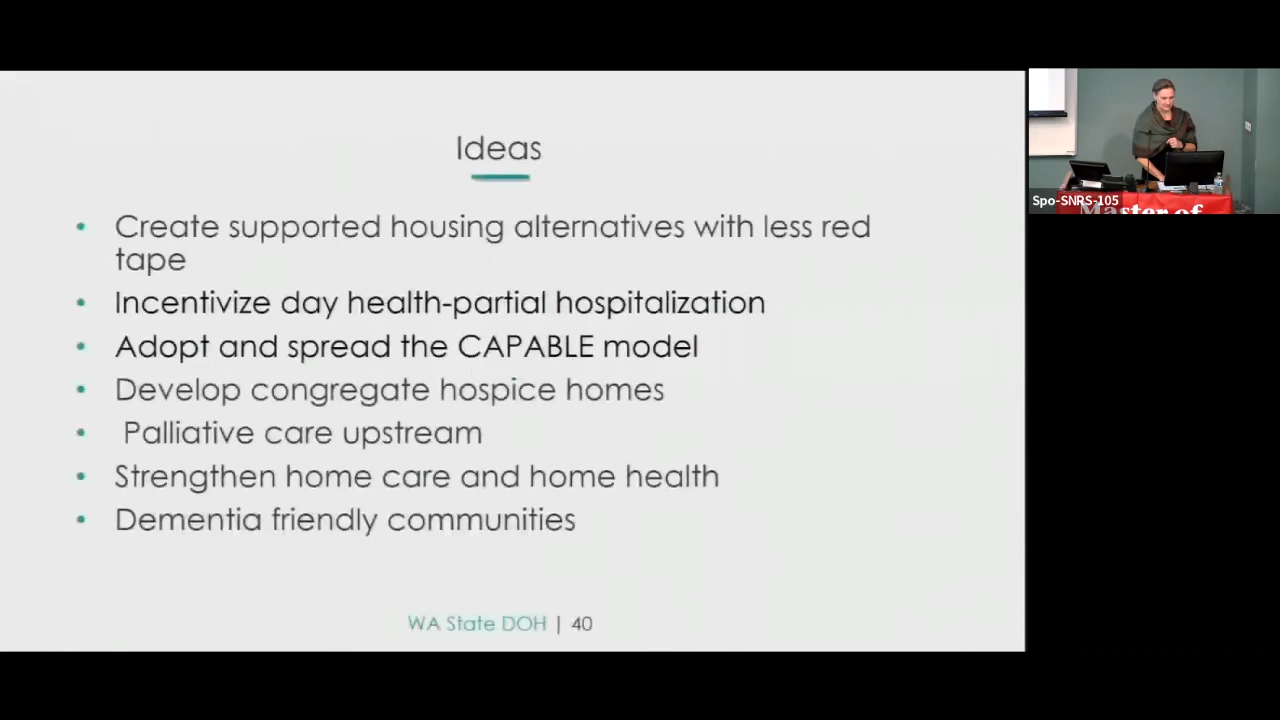 Ideas
• Create supported housing alternatives with less red
tape
• Incentivize day health-partial hospitalization
• Adopt and spread the CAPABLE model
• Develop congregate hospice homes
• Palliative care upstream
• Strengthen home care and home health
• Dementia friendly communities
WA State DOH | 40
Spo-SNRS-105
Master of